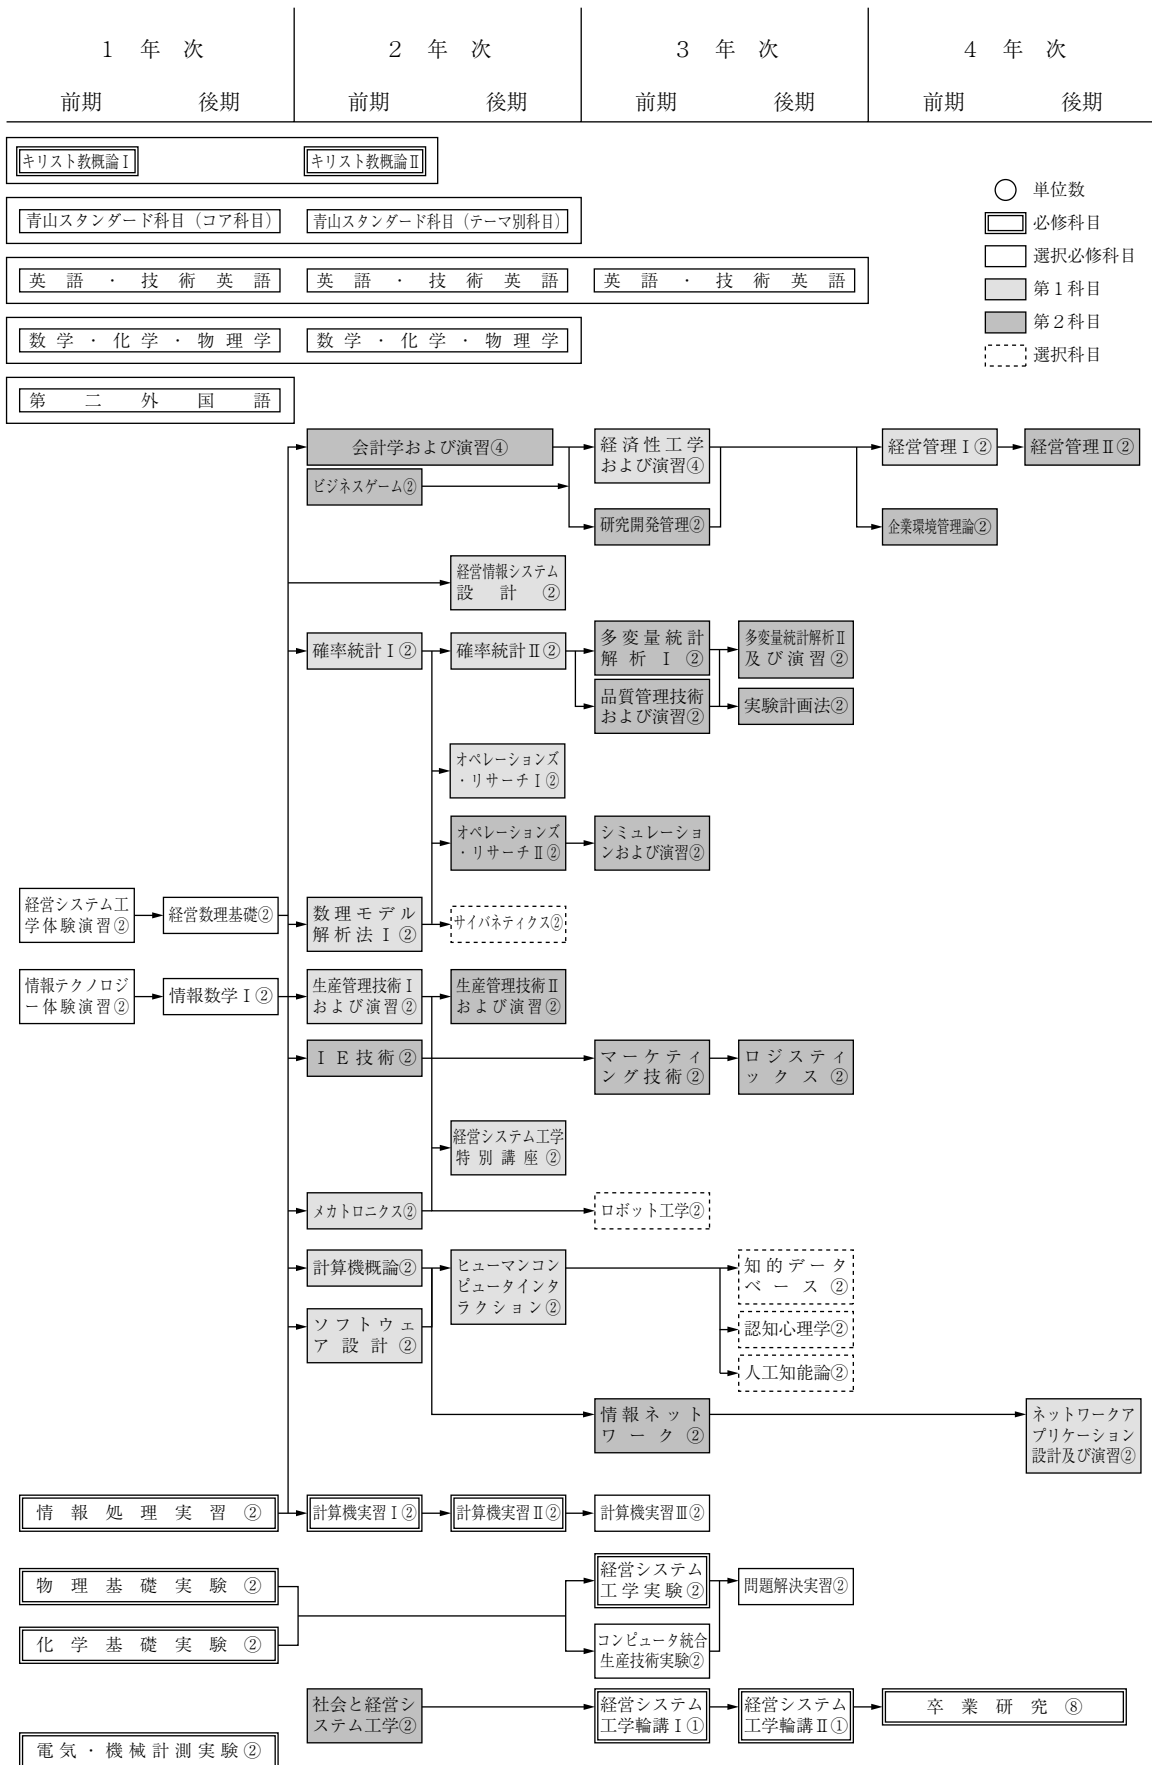 1 年 次
2 年 次
3 年 次
4 年 次
前期
後期
前期
後期
前期
後期
前期
後期
キリスト教概論Ⅰ
キリスト教概論Ⅱ
青山スタンダード科目（コア科目）
青山スタンダード科目（テーマ別科目）
英語・技術英語
英語・技術英語
英語・技術英語
数学・化学・物理学
数学・化学・物理学
第二外国語
○ 単位数
必修科目
選択必修科目
第１科目
第２科目
選択科目
会計学および演習④
経済性工学
および演習④
経営管理Ⅰ②
経営管理Ⅱ②
ビジネスゲーム②
研究開発管理②
企業環境管理論②
経営情報システム
設計②
確率統計Ⅰ②
確率統計Ⅱ②
多変量統計
解析Ⅰ②
多変量統計解析Ⅱ
及び演習②
品質管理技術
および演習②
実験計画法②
オペレーションズ
・リサーチⅠ②
オペレーションズ
・リサーチⅡ②
シミュレーショ
ンおよび演習②
経営システム工
学体験演習②
経営数理基礎②
数理モデル
解析法Ⅰ②
サイバネティクス②
情報テクノロジ
ー体験演習②
情報数学Ⅰ②
生産管理技術Ⅰ
および演習②
生産管理技術Ⅱ
および演習②
ＩＥ技術②
マーケティ
ング技術②
ロジスティ
ックス②
経営システム工学
特別講座②
メカトロニクス②
ロボット工学②
計算機概論②
ヒューマンコン
ピュータインタ
ラクション②
知的データ
ベース②
ソフトウェ
ア設計②
認知心理学②
人工知能論②
情報ネット
ワーク②
ネットワークア
プリケーション
設計及び演習②
情報処理実習②
計算機実習Ⅰ②
計算機実習Ⅱ②
計算機実習Ⅲ②
物理基礎実験②
経営システム
工学実験②
問題解決実習②
化学基礎実験②
コンピュータ統合
生産技術実験②
社会と経営シ
ステム工学②
経営システム
工学輪講Ⅰ①
経営システム
工学輪講Ⅱ①
卒業研究⑧
電気・機械計測実験②